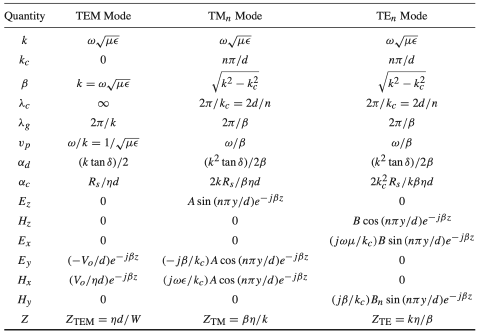 Quantity TEM Mode TMₙ Mode TEₙ Mode
k ω√με ω√με ω√με
k_c 0 nπ/d nπ/d
β k = ω√με √(k² − k_c²) √(k² − k_c²)
λ_c ∞ 2π/k_c = 2d/n 2π/k_c = 2d/n
λ_g 2π/k 2π/β 2π/β
υ_p ω/k = 1/√με ω/β ω/β
α_d (k tan δ)/2 (k² tan δ)/2β (k² tan δ)/2β
α_c R_s/ηd 2kR_s/βηd 2k_c²R_s/kβηd
E_z 0 A sin (nπy/d)e^{−jβz} 0
H_z 0 0 B cos (nπy/d)e^{−jβz}
E_x 0 0 (jωμ/k_c)B sin (nπy/d)e^{−jβz}
E_y (−V_o/d)e^{−jβz} (−jβ/k_c)A cos (nπy/d)e^{−jβz} 0
H_x (V_o/ηd)e^{−jβz} (jωε/k_c)A cos (nπy/d)e^{−jβz} 0
H_y 0 0 (jβ/k_c)B_n sin (nπy/d)e^{−jβz}
Z Z_TEM = ηd/W Z_TM = βη/k Z_TE = kη/β